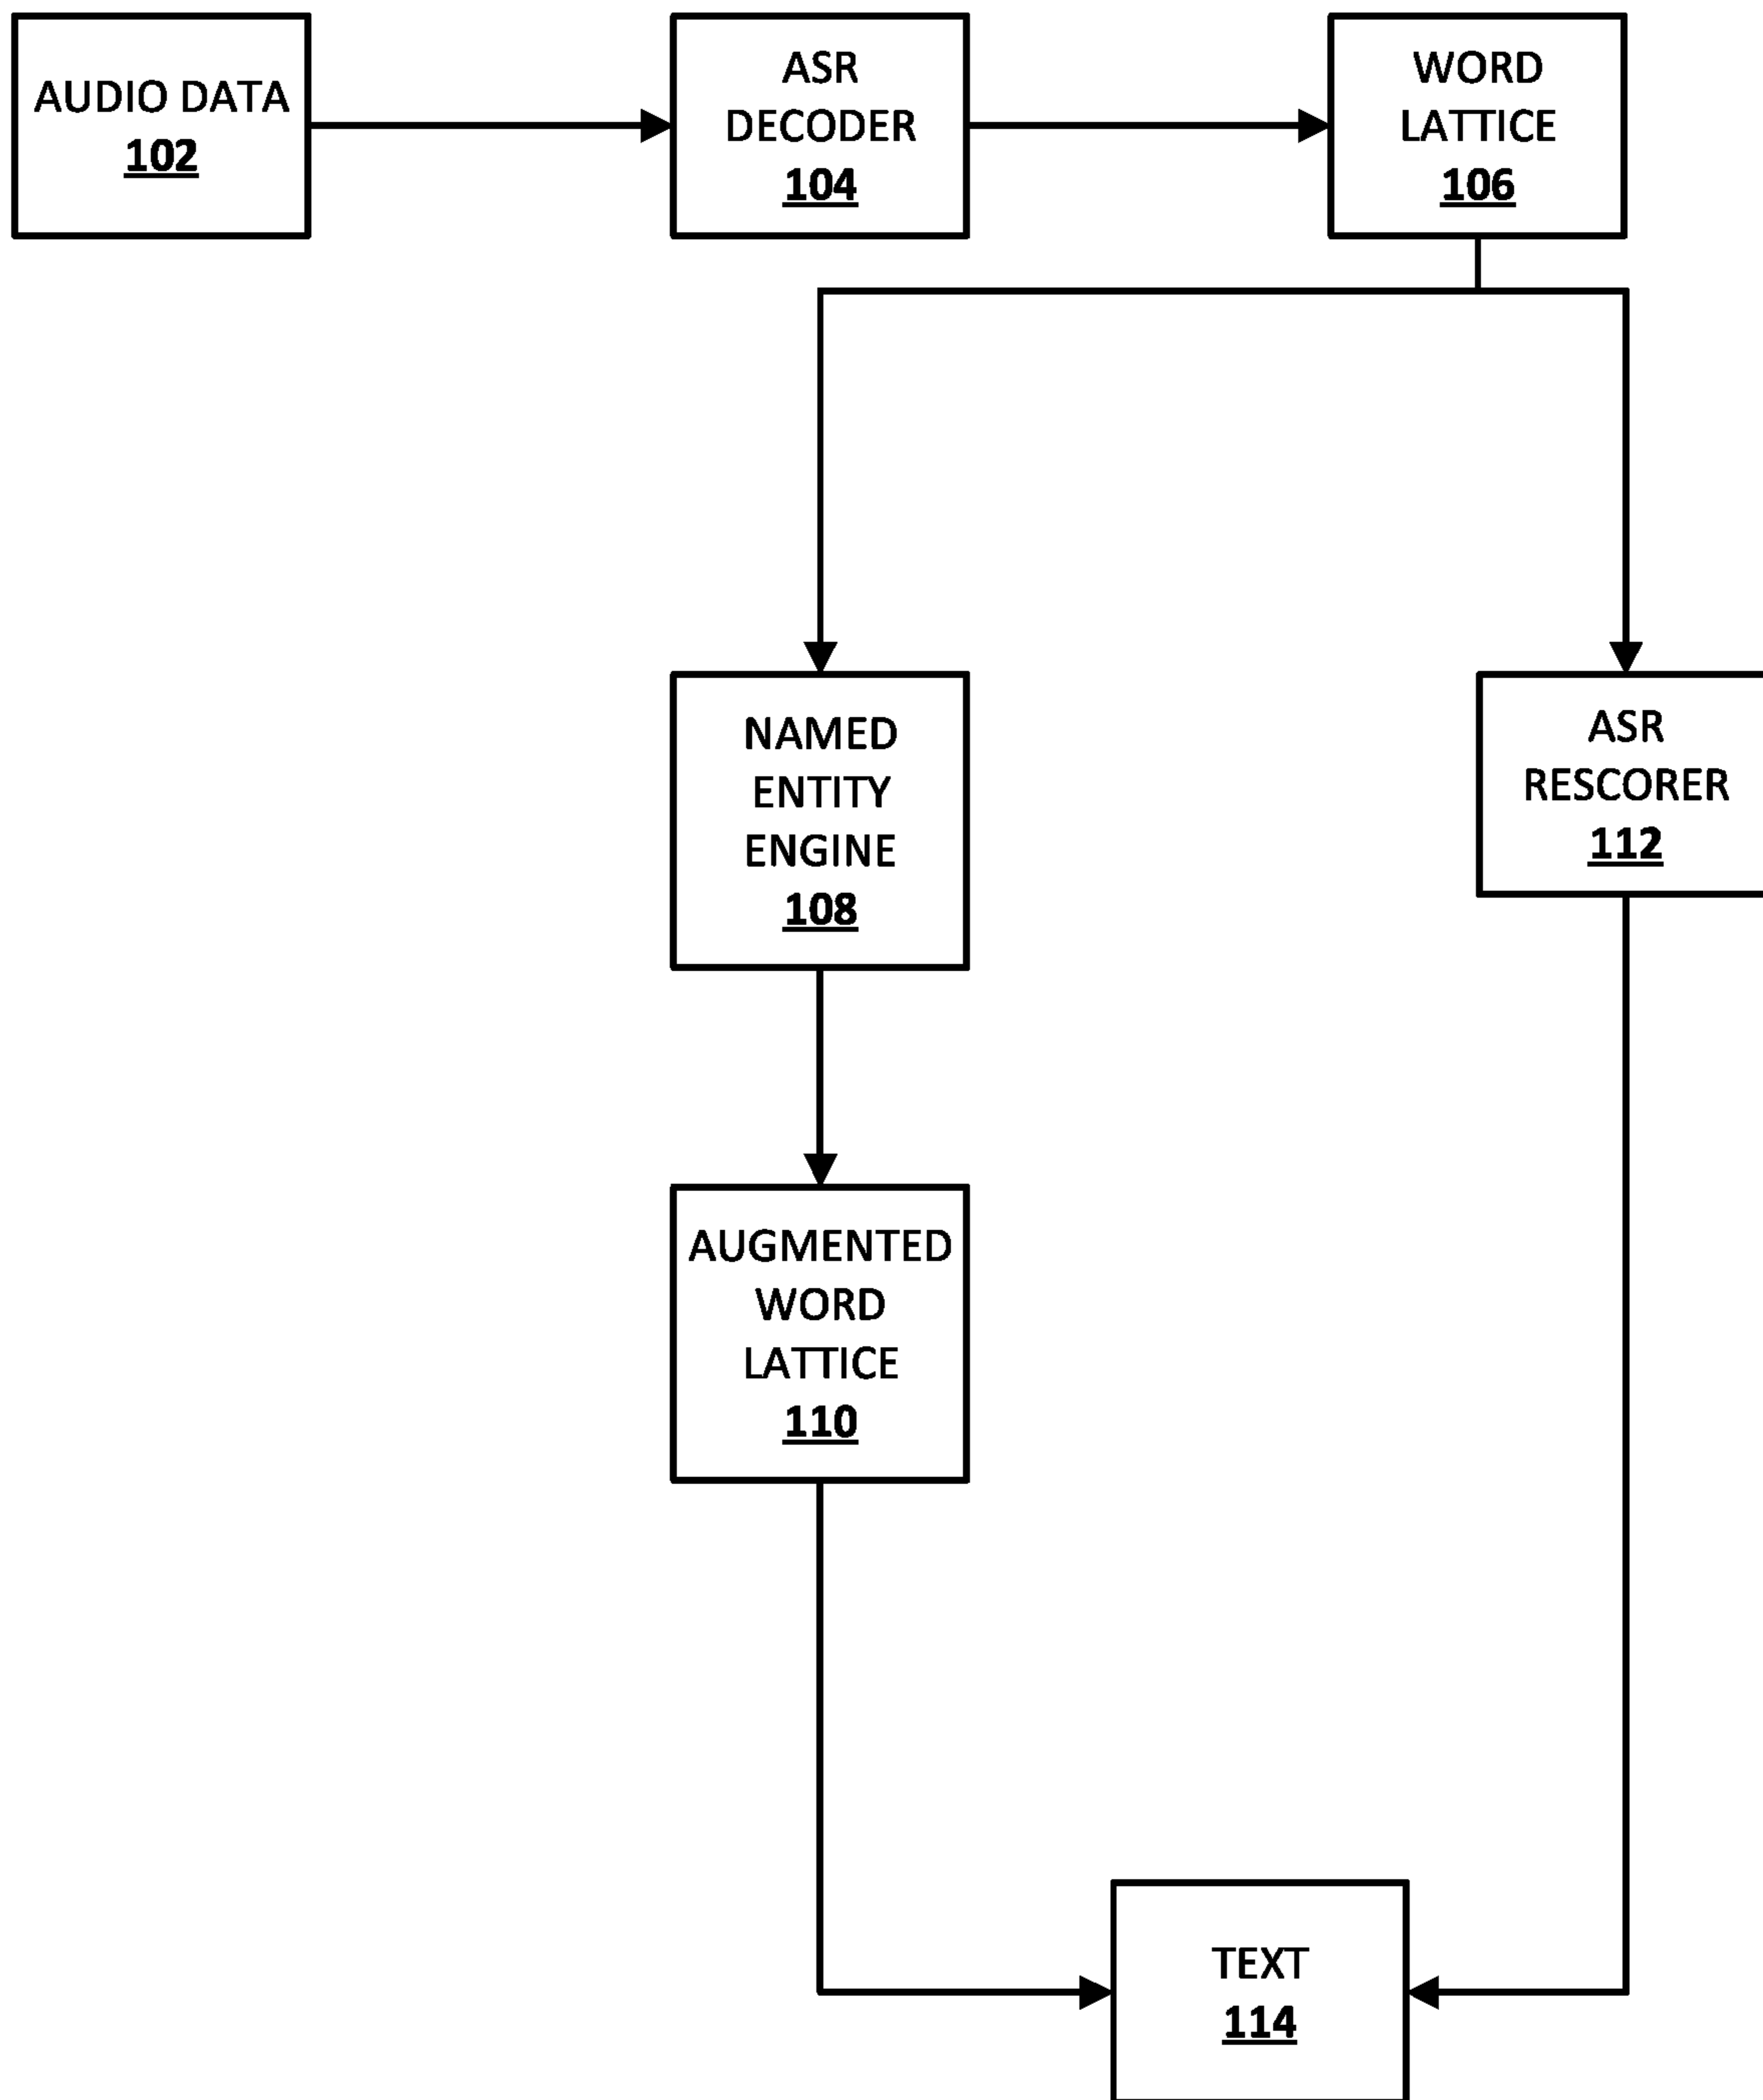 AUDIO DATA
102
ASR
DECODER
104
WORD
LATTICE
106
NAMED
ENTITY
ENGINE
108
ASR
RESCORER
112
AUGMENTED
WORD
LATTICE
110
TEXT
114